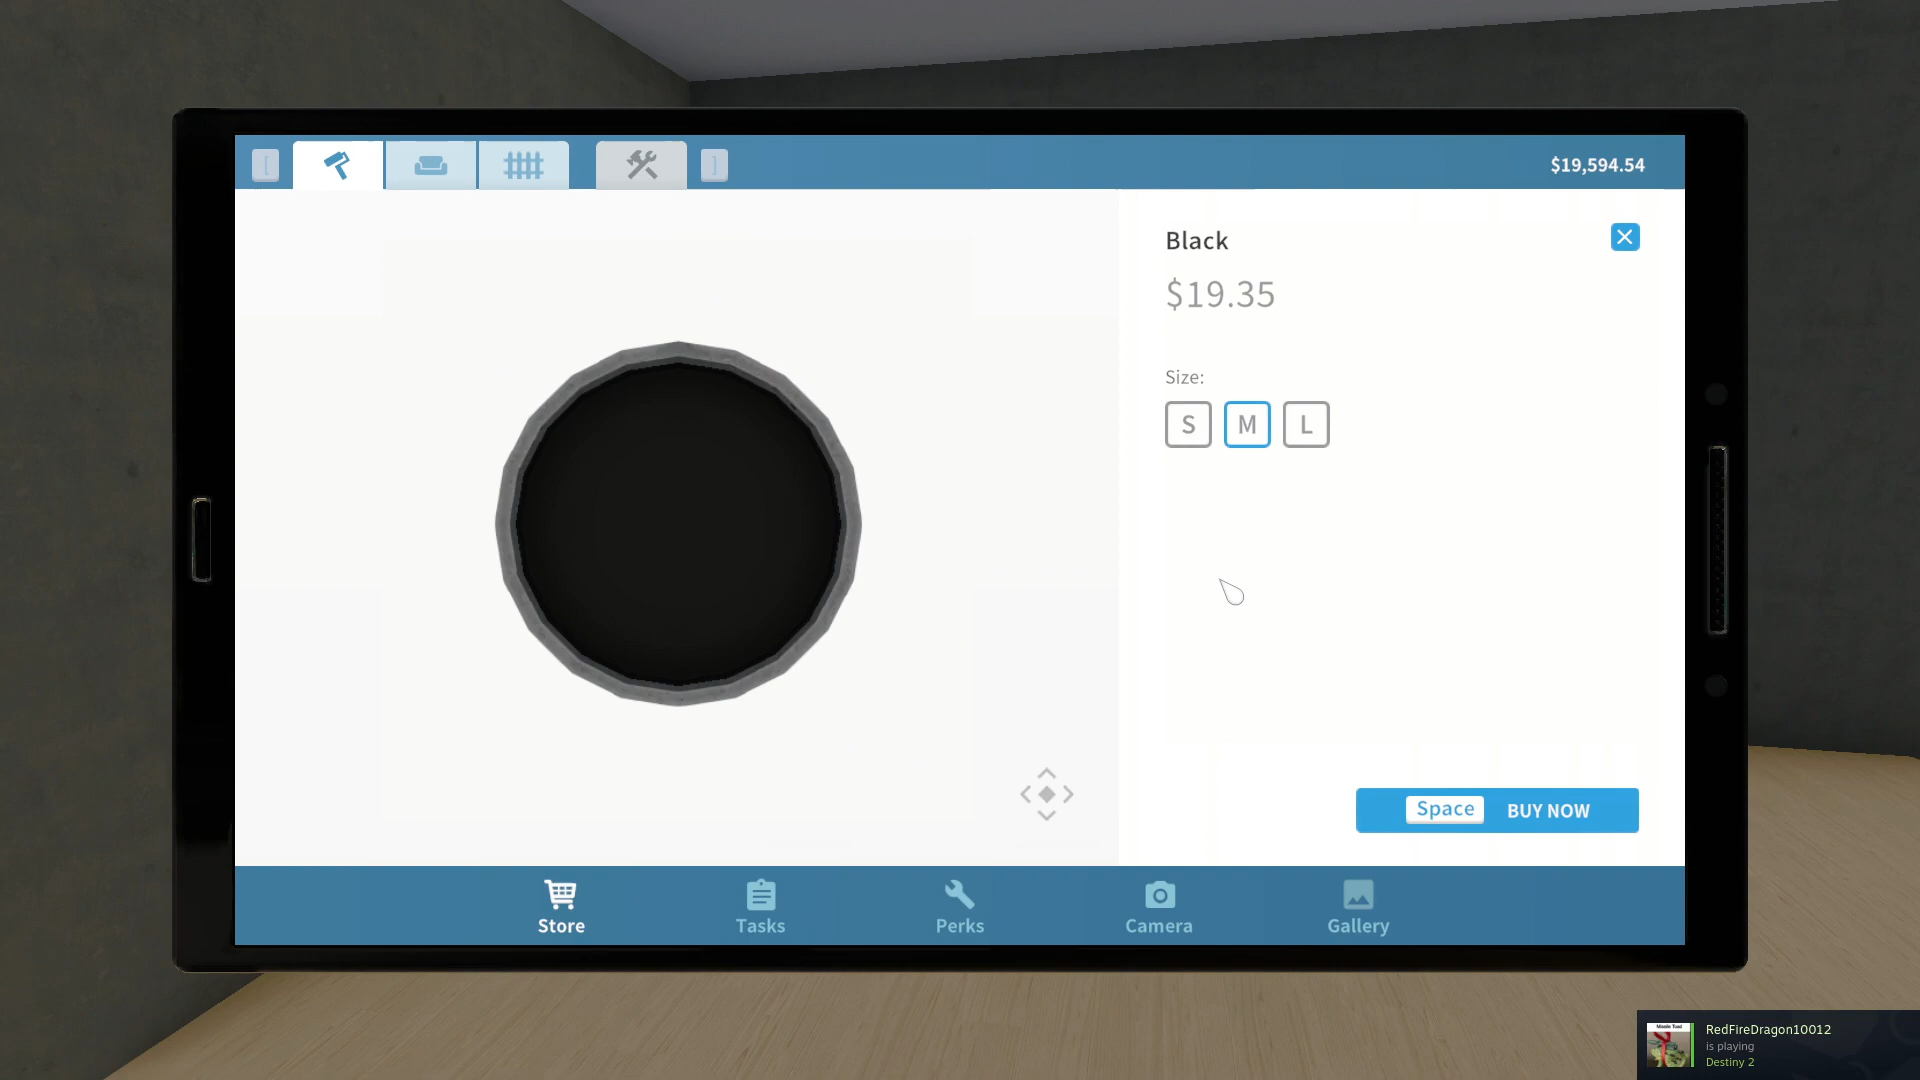 [
]
$19,594.54
Black
$19.35
Size:
S M L
Space BUY NOW
Store
Tasks
Perks
Camera
Gallery
RedFireDragon10012
is playing
Destiny 2